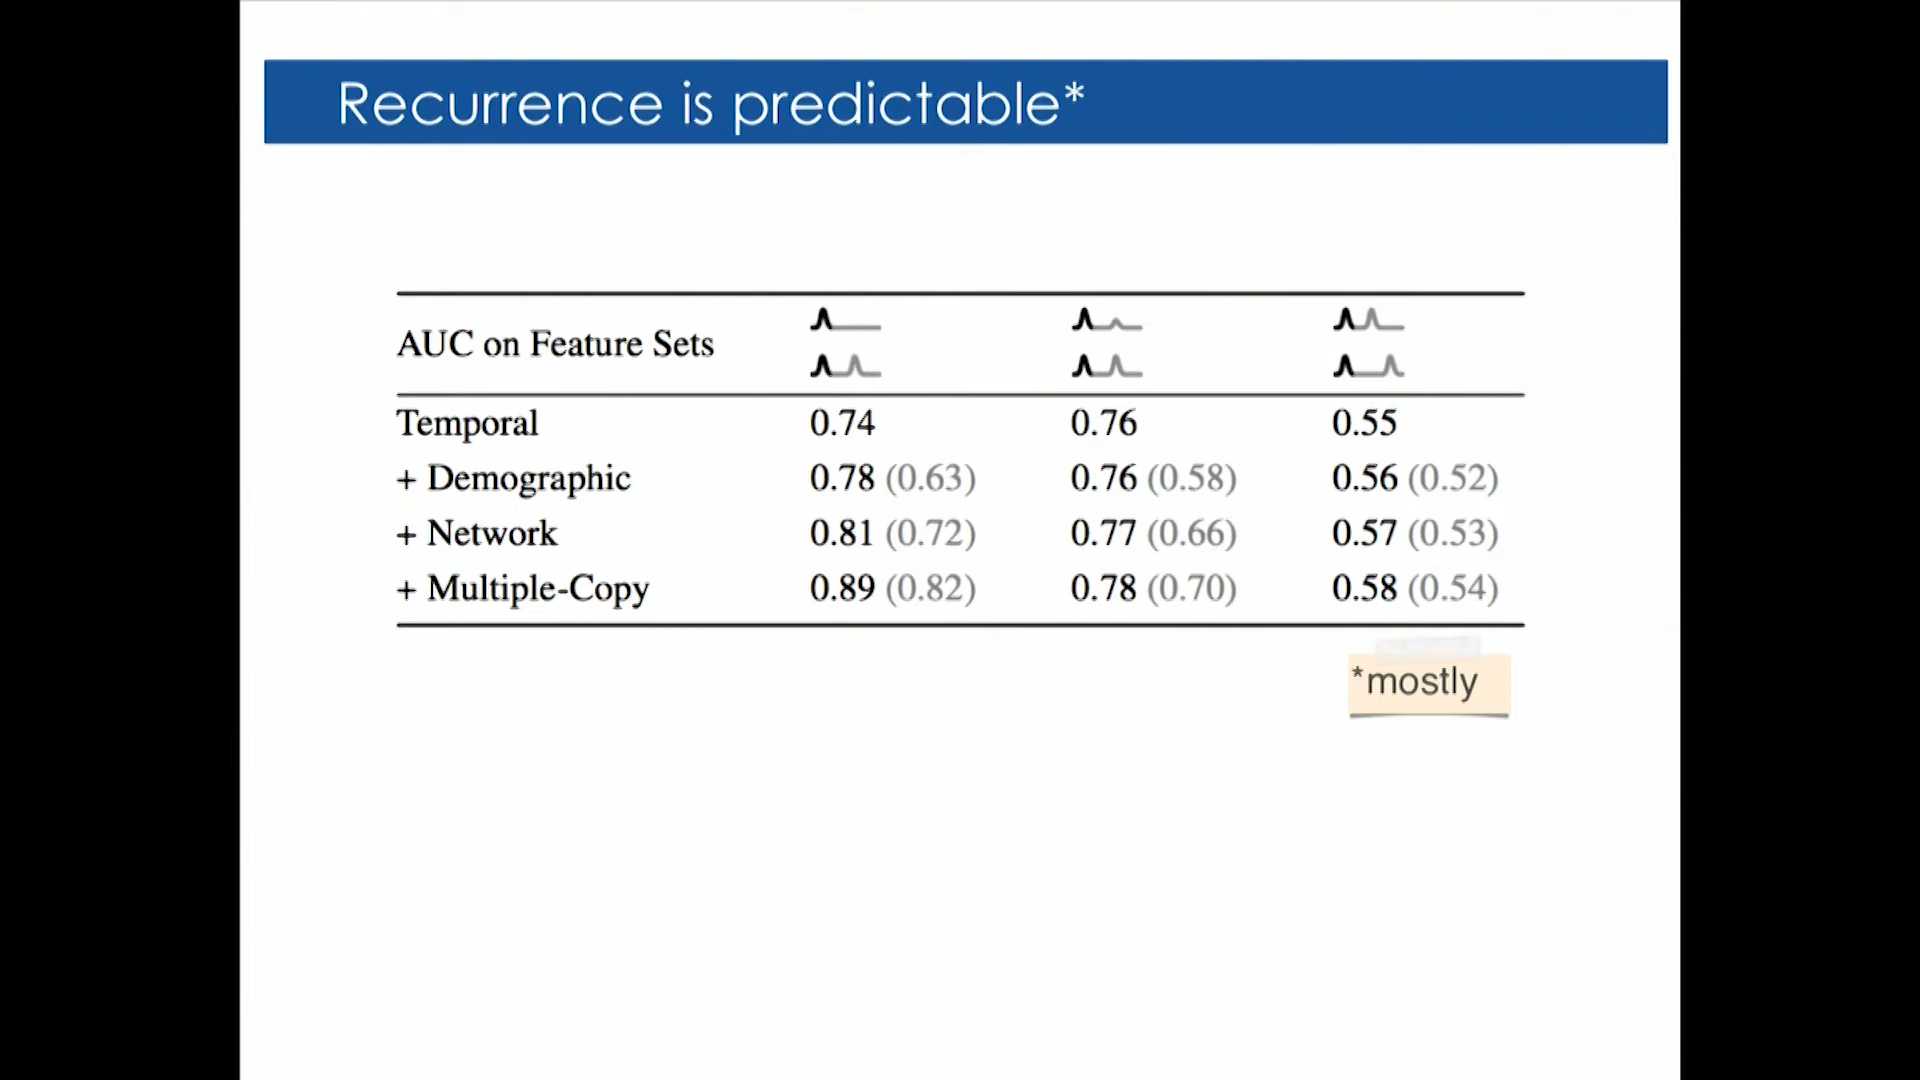 Recurrence is predictable*
AUC on Feature Sets
Temporal 0.74 0.76 0.55
+ Demographic 0.78 (0.63) 0.76 (0.58) 0.56 (0.52)
+ Network 0.81 (0.72) 0.77 (0.66) 0.57 (0.53)
+ Multiple-Copy 0.89 (0.82) 0.78 (0.70) 0.58 (0.54)
*mostly